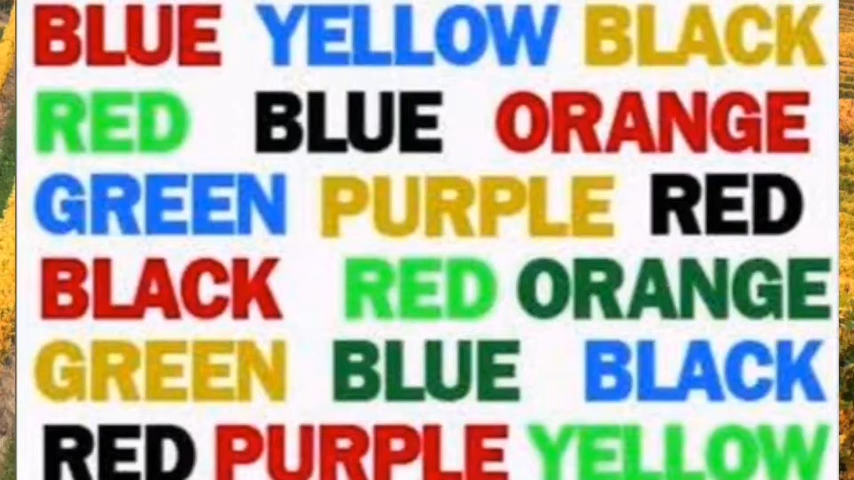 BLUE YELLOW BLACK
RED BLUE ORANGE
GREEN PURPLE RED
BLACK RED ORANGE
GREEN BLUE BLACK
RED PURPLE YELLOW